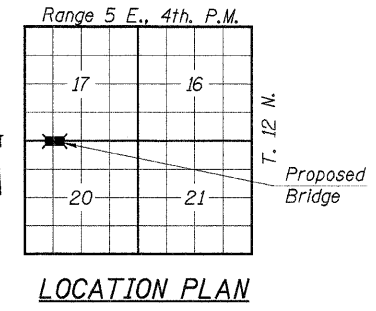 Range 5 E., 4th. P.M.
17 16
T. 12 N.
Proposed
Bridge
20 21
LOCATION PLAN